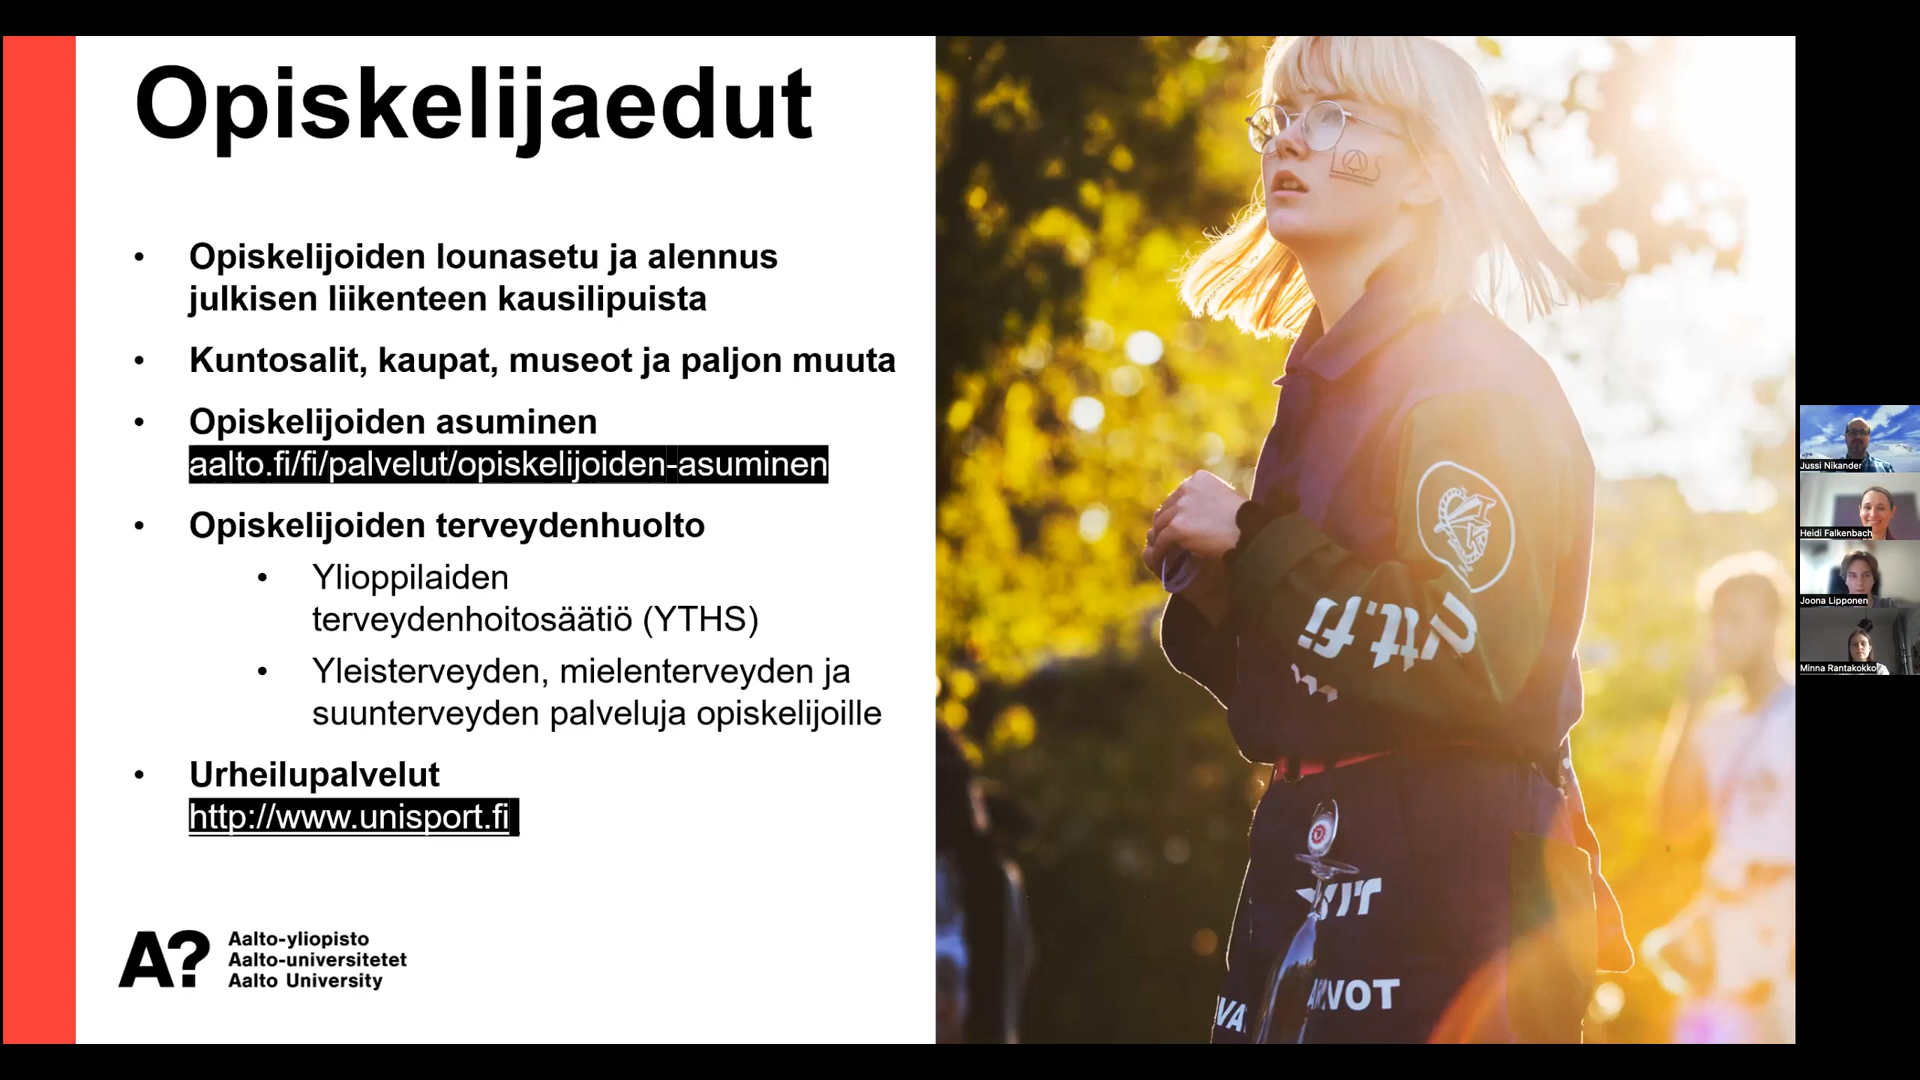 Opiskelijaedut
• Opiskelijoiden lounasetu ja alennus
julkisen liikenteen kausilipuista
• Kuntosalit, kaupat, museot ja paljon muuta
• Opiskelijoiden asuminen
aalto.fi/fi/palvelut/opiskelijoiden-asuminen
• Opiskelijoiden terveydenhuolto
• Ylioppilaiden
terveydenhoitosäätiö (YTHS)
• Yleisterveyden, mielenterveyden ja
suunterveyden palveluja opiskelijoille
• Urheilupalvelut
http://www.unisport.fi
A?
Aalto-yliopisto
Aalto-universitetet
Aalto University
Jussi Nikander
Heidi Falkenbach
Joona Lipponen
Minna Rantakokko